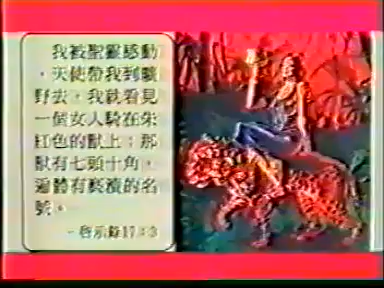 我被聖靈感動
，天使帶我到曠
野去，我就看見
一個女人騎在朱
紅色的獸上；那
獸有七頭十角，
遍體有褻瀆的名
號。
－啓示錄17：3